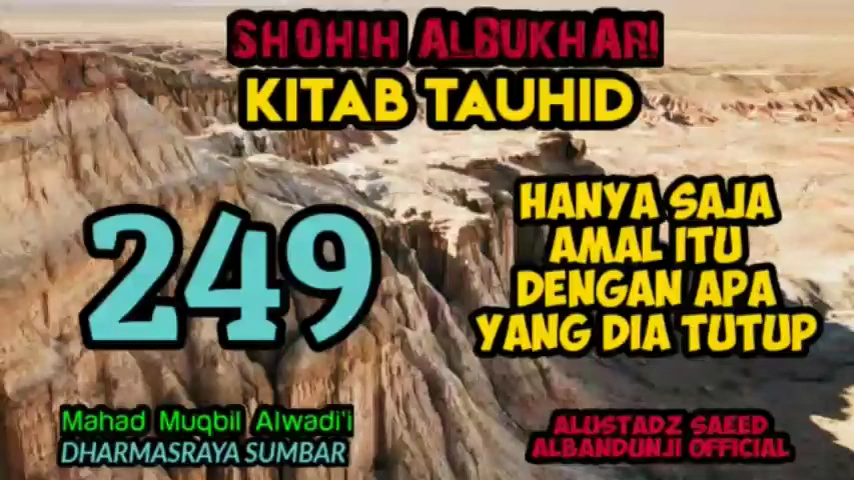 SHOHIH ALBUKHARI
KITAB TAUHID
249
HANYA SAJA
AMAL ITU
DENGAN APA
YANG DIA TUTUP
Mahad Muqbil Alwadi'i
DHARMASRAYA SUMBAR
ALUSTADZ SAEED
ALBANDUNJI OFFICIAL